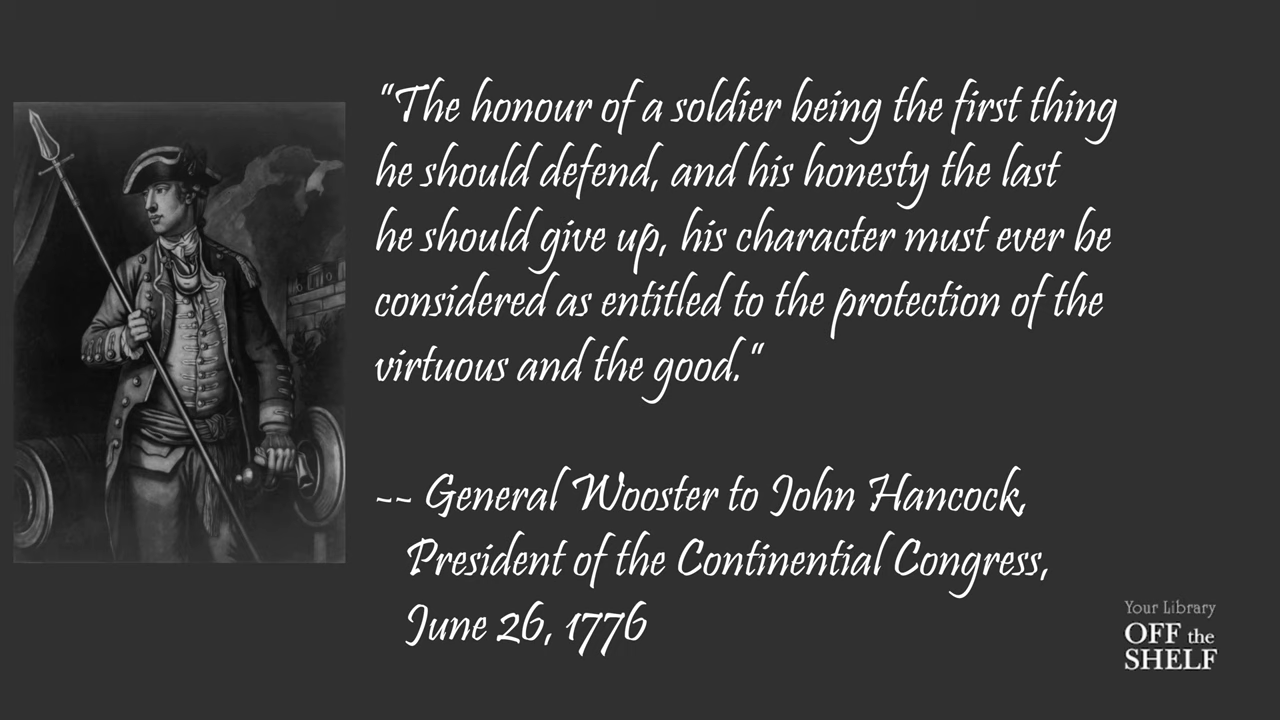 "The honour of a soldier being the first thing
he should defend, and his honesty the last
he should give up, his character must ever be
considered as entitled to the protection of the
virtuous and the good."
-- General Wooster to John Hancock,
President of the Continential Congress,
June 26, 1776
Your Library
OFF the
SHELF